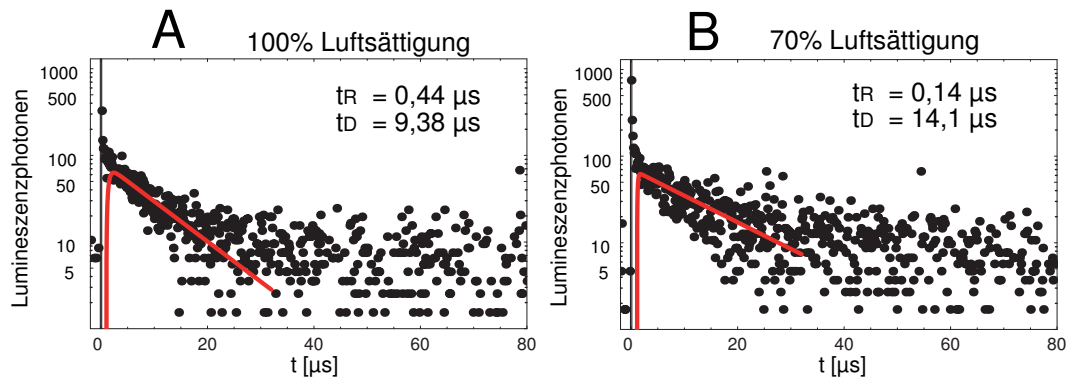 A
100% Luftsättigung
tR = 0,44 µs
tD = 9,38 µs
Lumineszenzphotonen
1000
500
100
50
10
5
0
20
40
60
80
t [µs]
B
70% Luftsättigung
tR = 0,14 µs
tD = 14,1 µs
Lumineszenzphotonen
1000
500
100
50
10
5
0
20
40
60
80
t [µs]